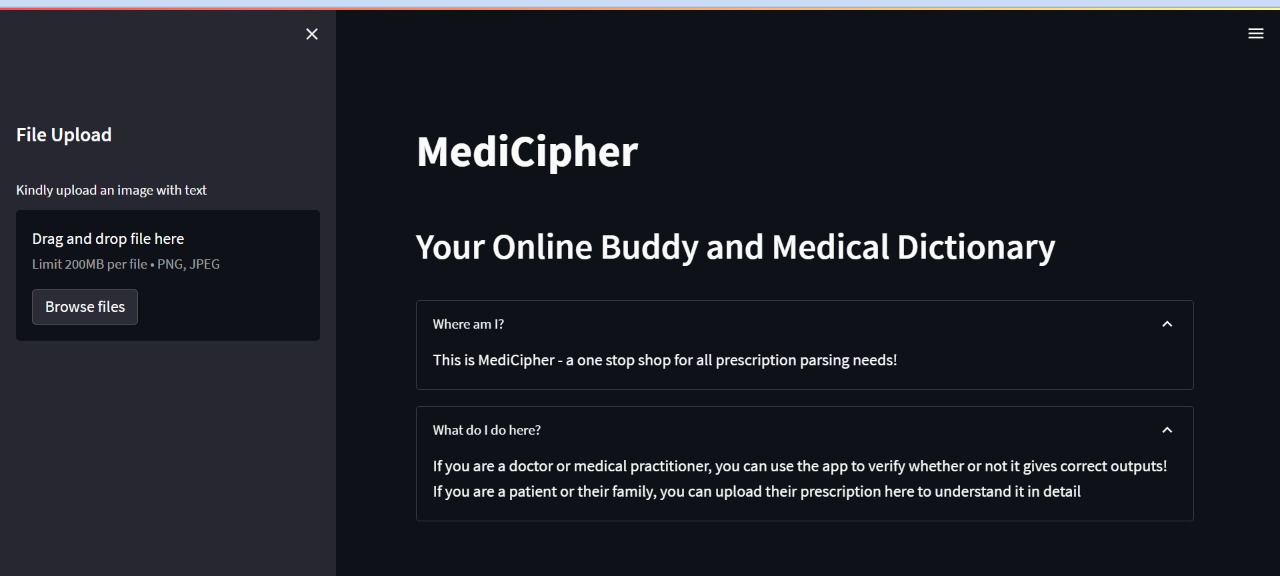 File Upload
Kindly upload an image with text
Drag and drop file here
Limit 200MB per file • PNG, JPEG
Browse files
MediCipher
Your Online Buddy and Medical Dictionary
Where am I?
This is MediCipher - a one stop shop for all prescription parsing needs!
What do I do here?
If you are a doctor or medical practitioner, you can use the app to verify whether or not it gives correct outputs!
If you are a patient or their family, you can upload their prescription here to understand it in detail